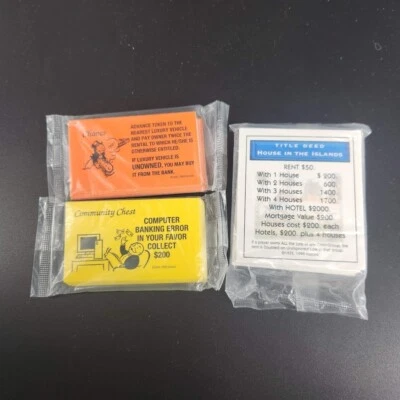 Chance
ADVANCE TOKEN TO THE
NEAREST LUXURY VEHICLE
AND PAY OWNER TWICE THE
RENTAL TO WHICH HE/SHE IS
OTHERWISE ENTITLED.
IF LUXURY VEHICLE IS
UNOWNED, YOU MAY BUY
IT FROM THE BANK.
Community Chest
COMPUTER
BANKING ERROR
IN YOUR FAVOR
COLLECT
$200
TITLE DEED
HOUSE IN THE ISLANDS
RENT $50
With 1 House $ 200
With 2 Houses 600
With 3 Houses 1400
With 4 Houses 1700
With HOTEL $2000
Mortgage Value $200
Houses cost $200 each
Hotels, $200 plus 4 houses